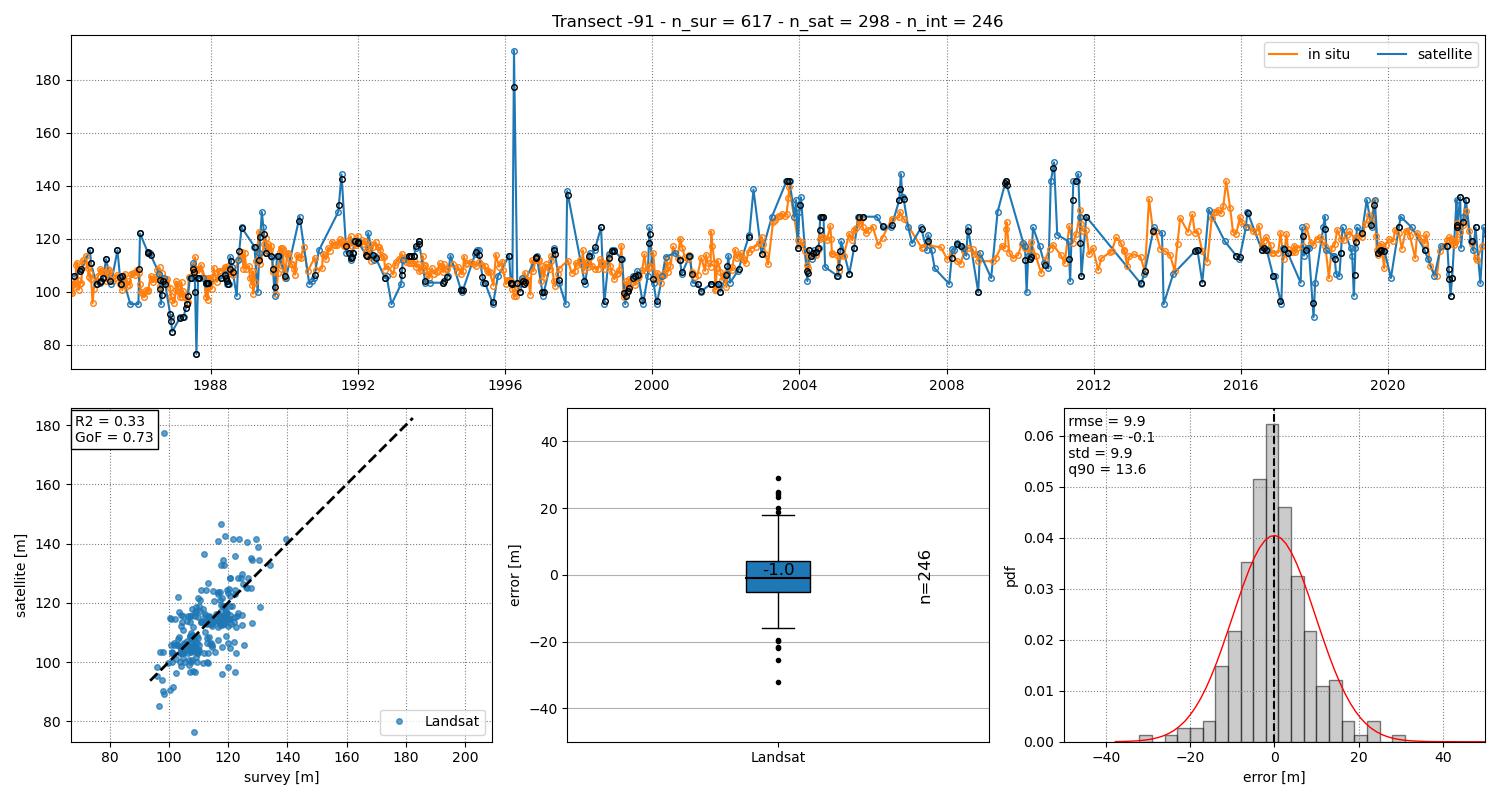 Transect -91 - n_sur = 617 - n_sat = 298 - n_int = 246
in situ
satellite
180
160
140
120
100
80
1988
1992
1996
2000
2004
2008
2012
2016
2020
R2 = 0.33
GoF = 0.73
satellite [m]
180
160
140
120
100
80
Landsat
80
100
120
140
160
180
200
survey [m]
error [m]
40
20
0
−20
−40
-1.0
n=246
Landsat
rmse = 9.9
mean = -0.1
std = 9.9
q90 = 13.6
pdf
0.06
0.05
0.04
0.03
0.02
0.01
0.00
−40
−20
0
20
40
error [m]